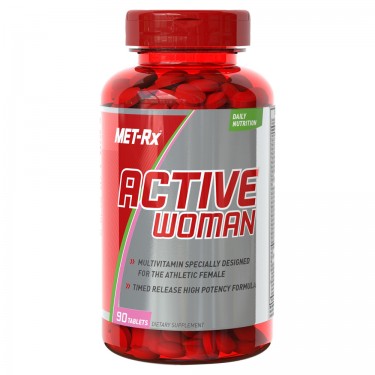 DAILY
NUTRITION
MET-Rx
ACTIVE
WOMAN
» MULTIVITAMIN SPECIALLY DESIGNED
FOR THE ATHLETIC FEMALE
» TIMED RELEASE HIGH POTENCY FORMULA
90 TABLETS DIETARY SUPPLEMENT